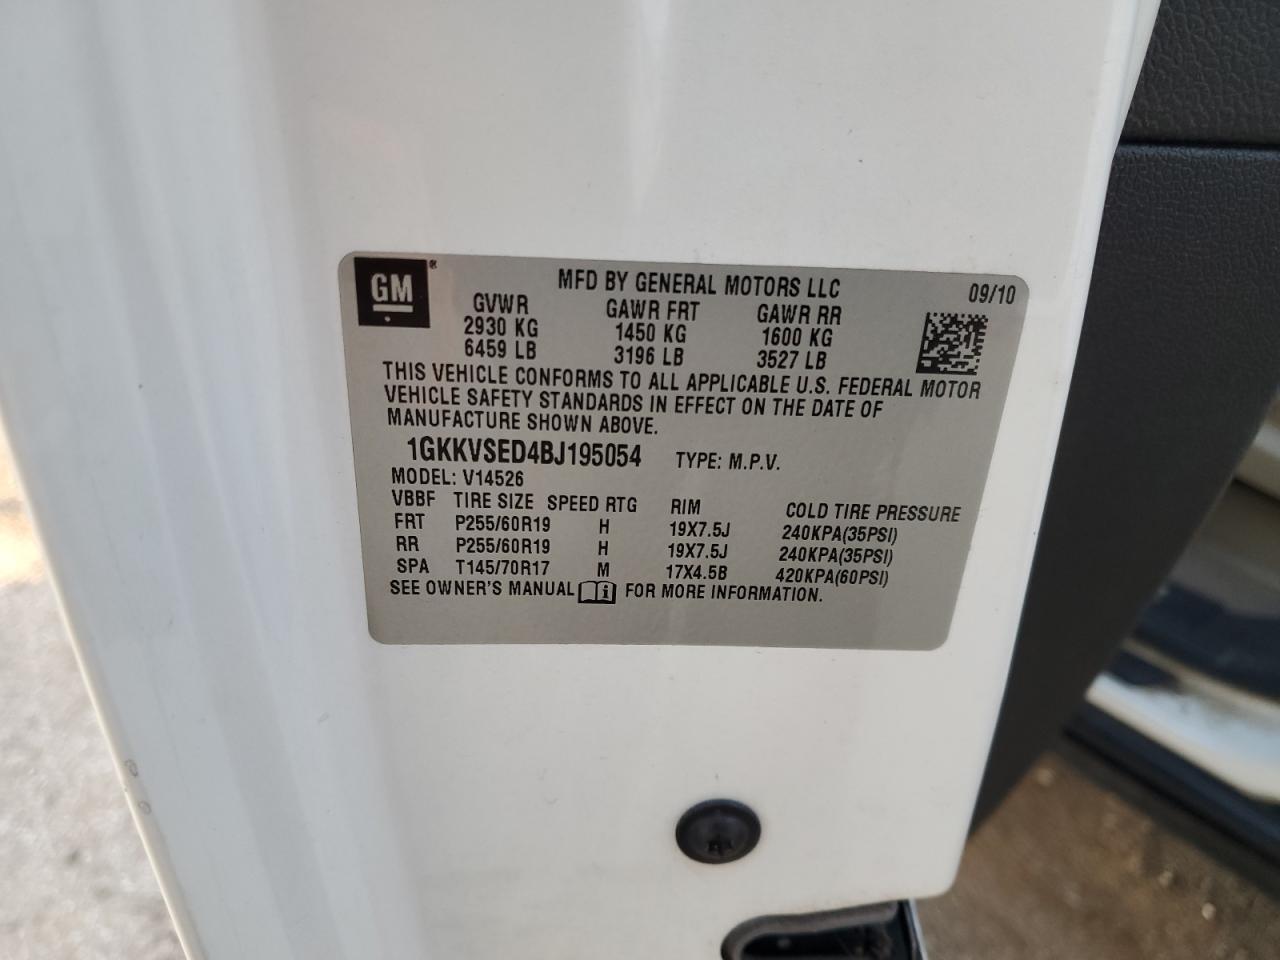 GM®
MFD BY GENERAL MOTORS LLC 09/10
GVWR GAWR FRT GAWR RR
2930 KG 1450 KG 1600 KG
6459 LB 3196 LB 3527 LB
THIS VEHICLE CONFORMS TO ALL APPLICABLE U.S. FEDERAL MOTOR
VEHICLE SAFETY STANDARDS IN EFFECT ON THE DATE OF
MANUFACTURE SHOWN ABOVE.
1GKKVSED4BJ195054 TYPE: M.P.V.
MODEL: V14526
VBBF TIRE SIZE SPEED RTG RIM COLD TIRE PRESSURE
FRT P255/60R19 H 19X7.5J 240KPA(35PSI)
RR P255/60R19 H 19X7.5J 240KPA(35PSI)
SPA T145/70R17 M 17X4.5B 420KPA(60PSI)
SEE OWNER'S MANUAL FOR MORE INFORMATION.